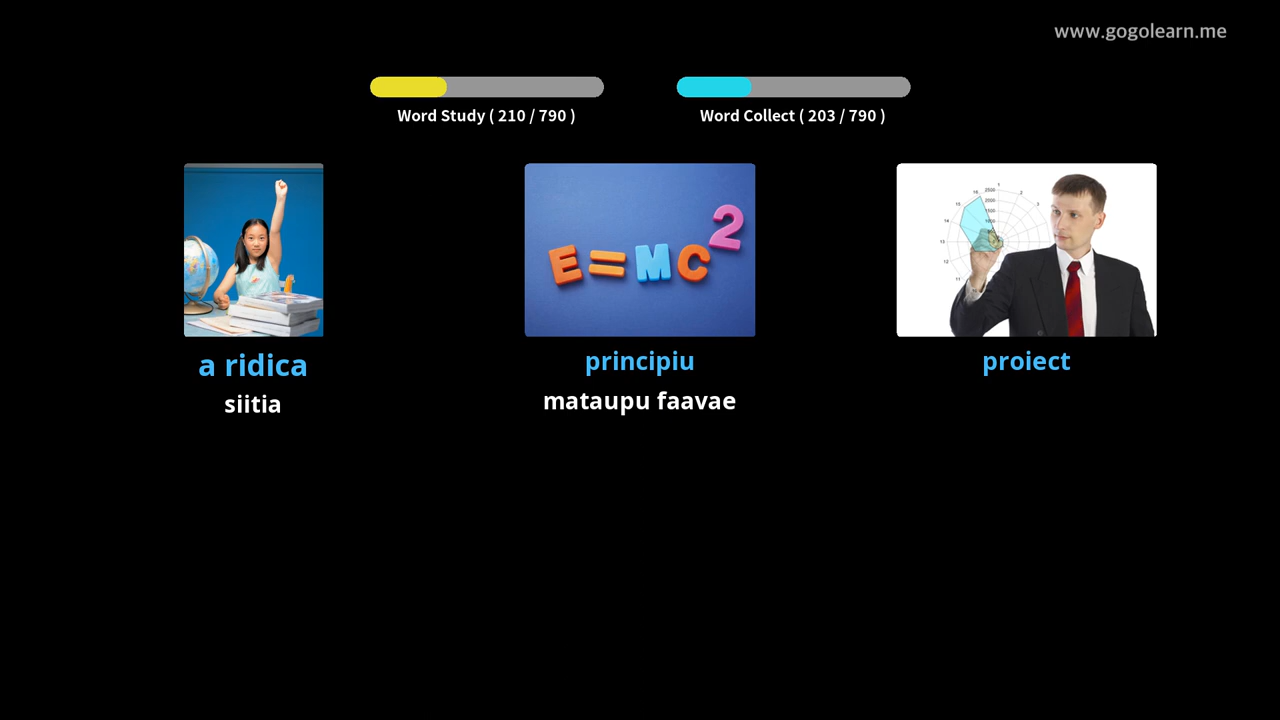 www.gogolearn.me
Word Study ( 210 / 790 )
Word Collect ( 203 / 790 )
E=MC2
a ridica
principiu
proiect
siitia
mataupu faavae